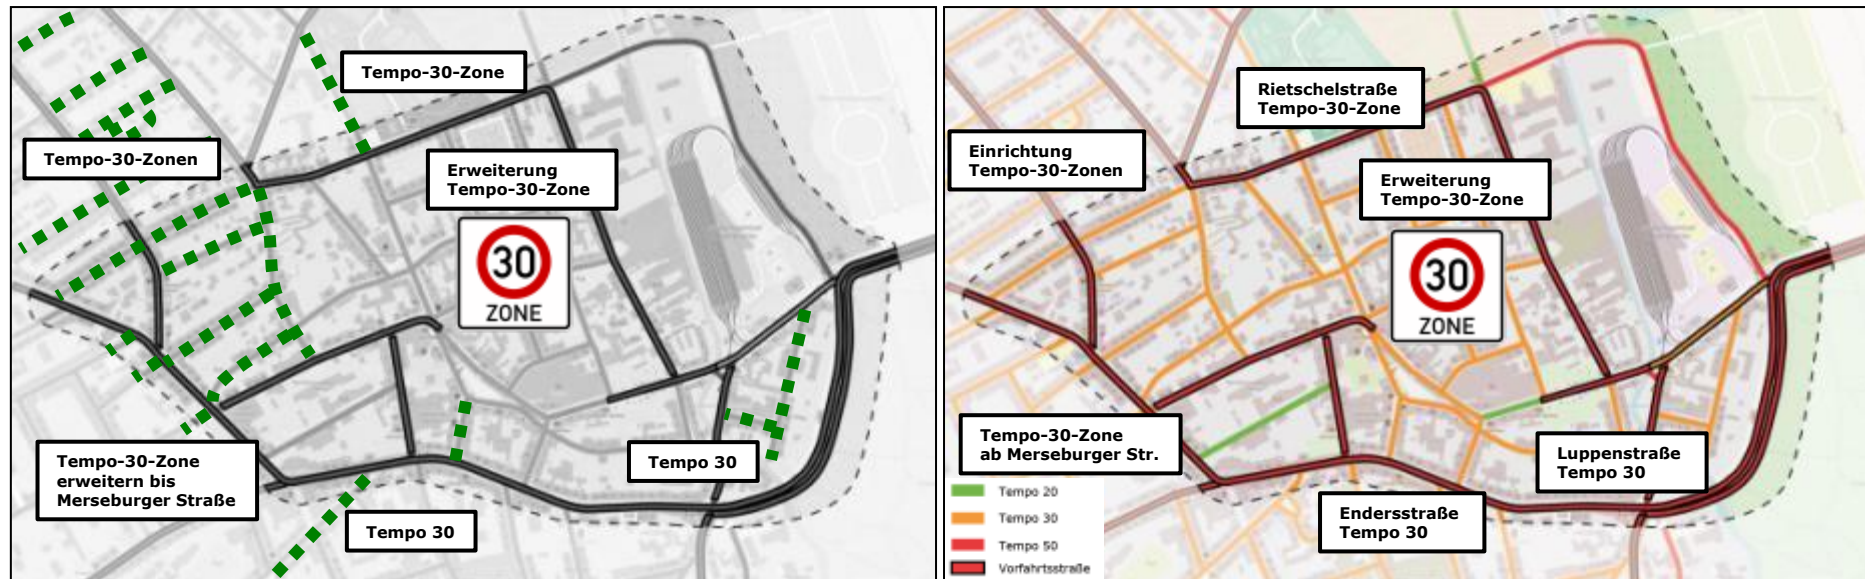 Tempo-30-Zone
Tempo-30-Zonen
Erweiterung
Tempo-30-Zone
30
ZONE
Tempo-30-Zone
erweitern bis
Merseburger Straße
Tempo 30
Tempo 30
Rietschelstraße
Tempo-30-Zone
Einrichtung
Tempo-30-Zonen
Erweiterung
Tempo-30-Zone
30
ZONE
Tempo-30-Zone
ab Merseburger Str.
Luppenstraße
Tempo 30
Endersstraße
Tempo 30
Tempo 20
Tempo 30
Tempo 50
Vorfahrtsstraße